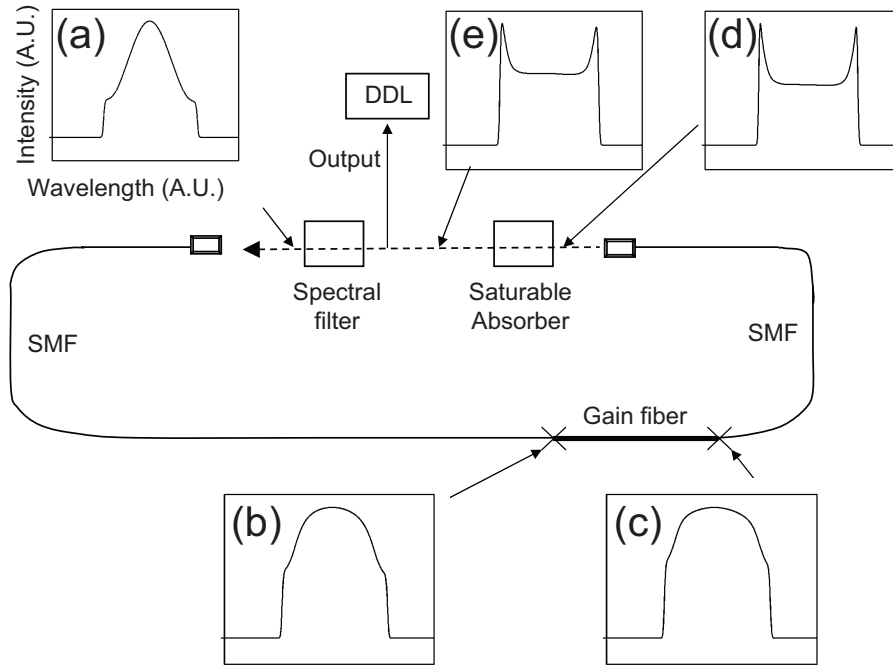 (a)
Intensity (A.U.)
Wavelength (A.U.)
DDL
Output
(e)
(d)
Spectral
filter
Saturable
Absorber
SMF
SMF
Gain fiber
(b)
(c)